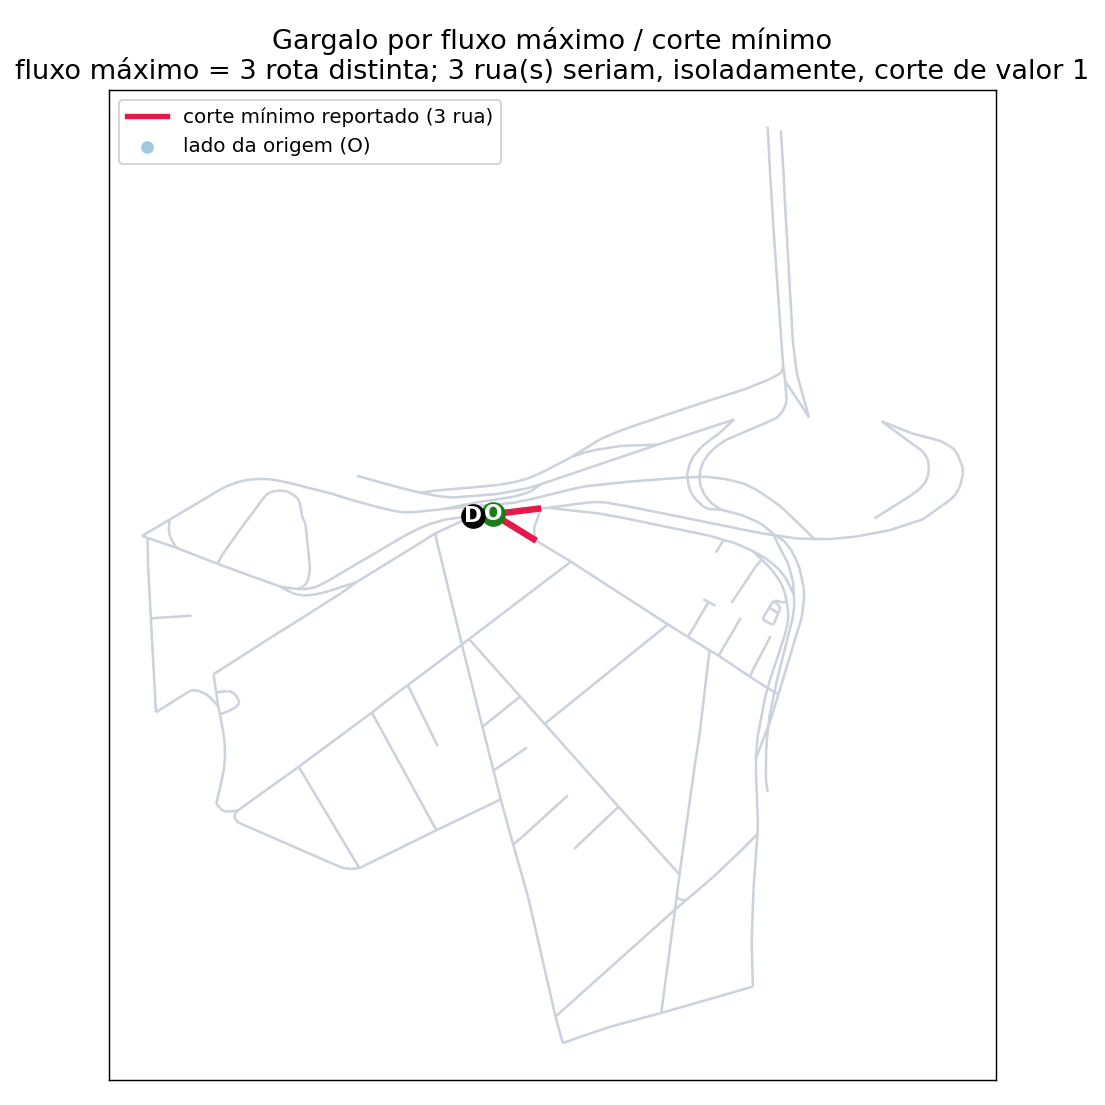 Gargalo por fluxo máximo / corte mínimo
fluxo máximo = 3 rota distinta; 3 rua(s) seriam, isoladamente, corte de valor 1
corte mínimo reportado (3 rua)
lado da origem (O)
D O